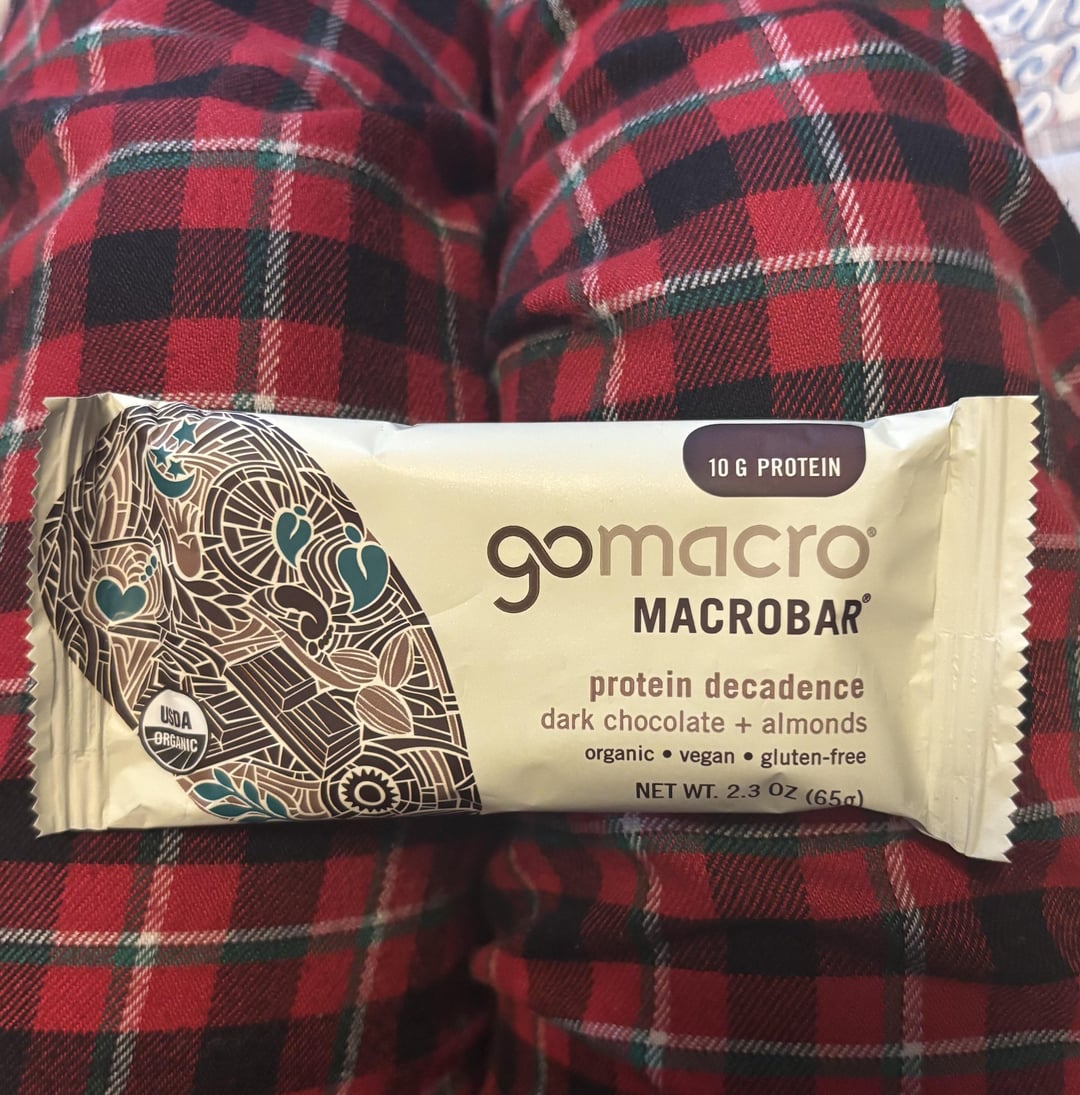 10 G PROTEIN
gomacro®
MACROBAR®
protein decadence
dark chocolate + almonds
organic • vegan • gluten-free
NET WT. 2.3 OZ (65g)
USDA
ORGANIC